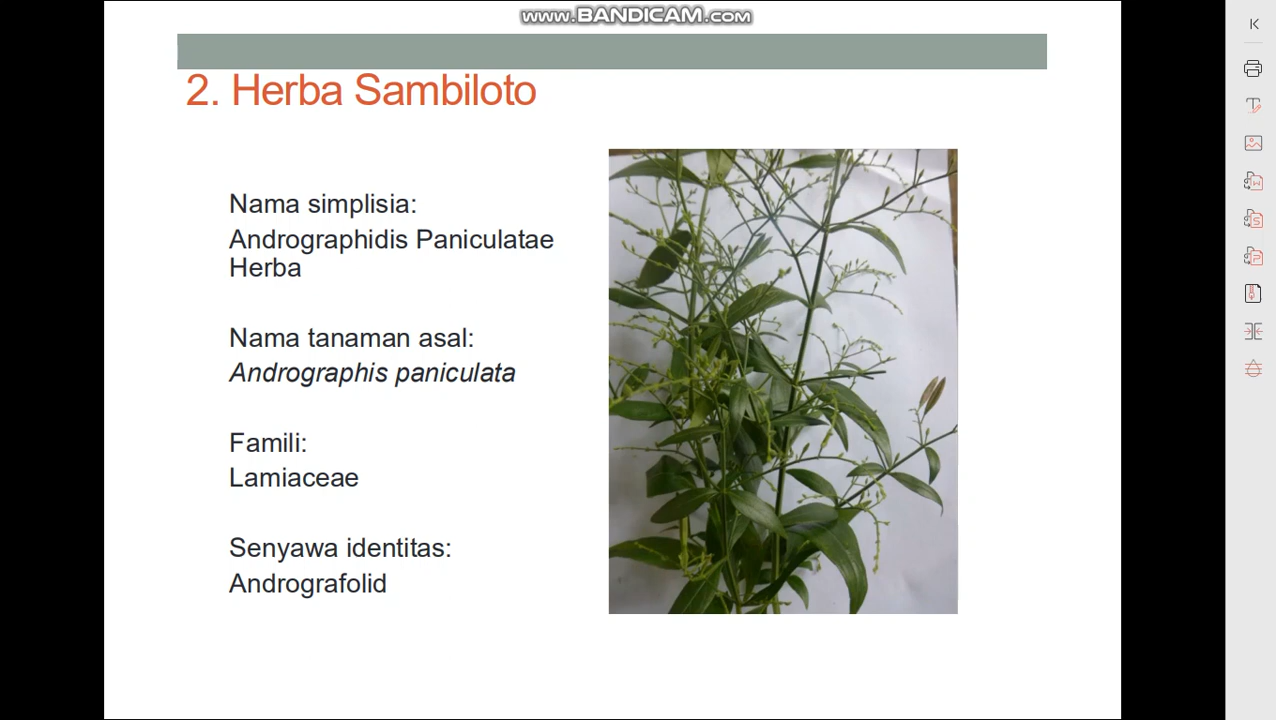 www.BANDICAM.com
2. Herba Sambiloto
Nama simplisia:
Andrographidis Paniculatae
Herba
Nama tanaman asal:
Andrographis paniculata
Famili:
Lamiaceae
Senyawa identitas:
Andrografolid